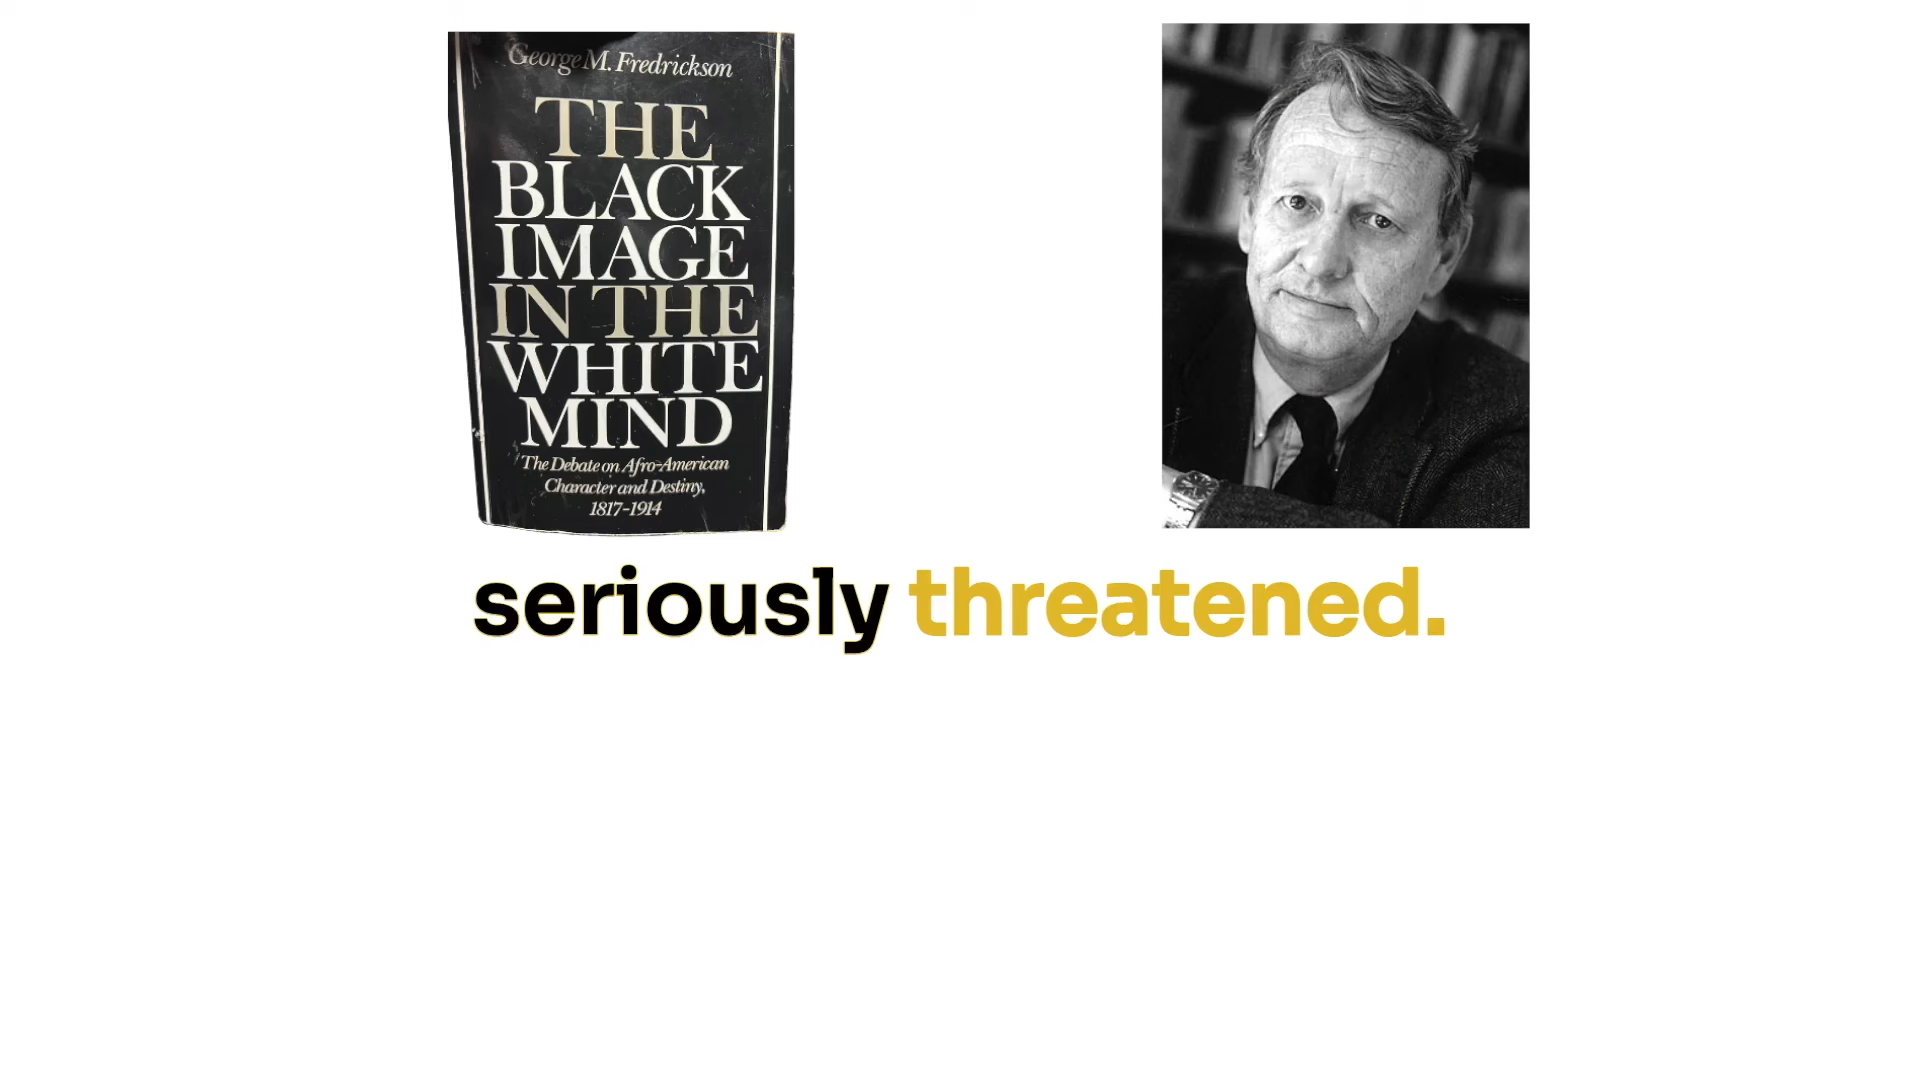 George M. Fredrickson
THE
BLACK
IMAGE
IN THE
WHITE
MIND
The Debate on Afro-American
Character and Destiny,
1817-1914
seriously threatened.